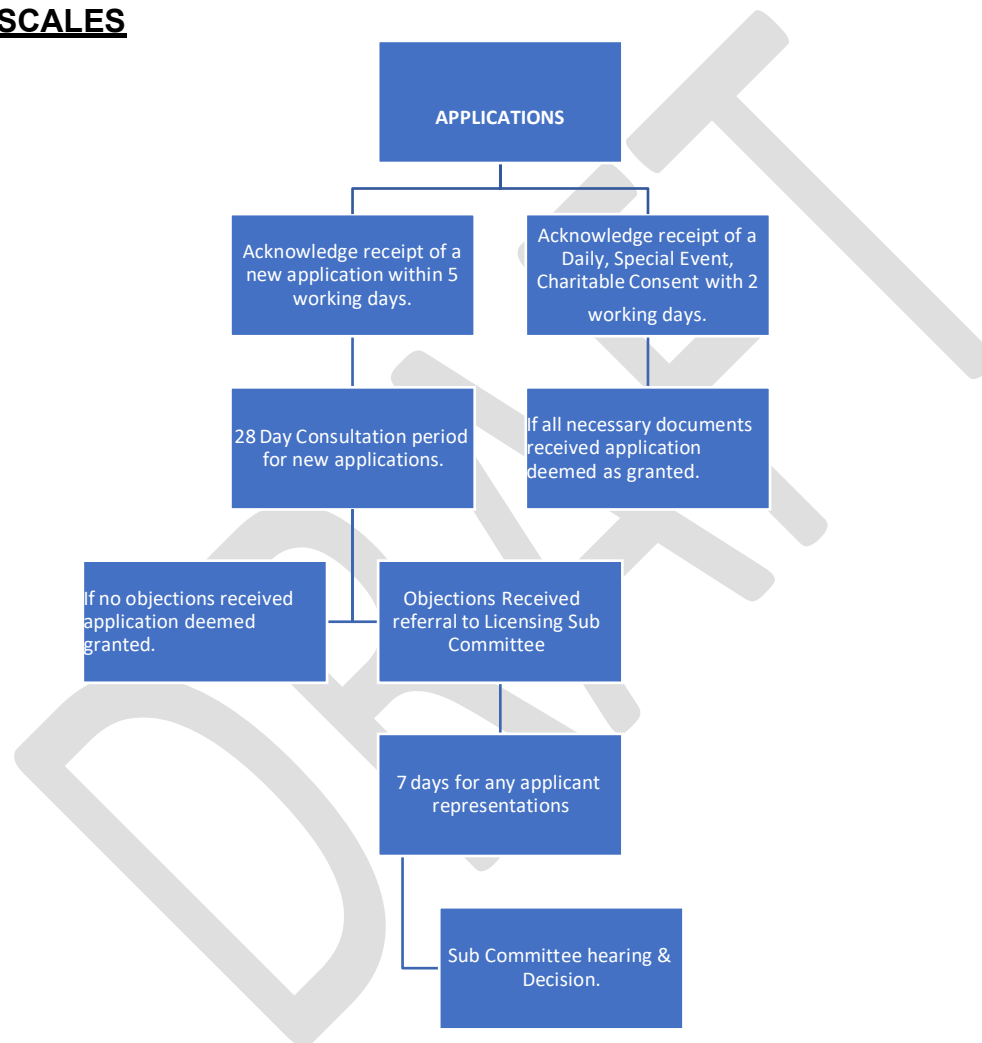 SCALES
APPLICATIONS
Acknowledge receipt of a
new application within 5
working days.
Acknowledge receipt of a
Daily, Special Event,
Charitable Consent with 2
working days.
28 Day Consultation period
for new applications.
If all necessary documents
received application
deemed as granted.
If no objections received
application deemed
granted.
Objections Received
referral to Licensing Sub
Committee
7 days for any applicant
representations
Sub Committee hearing &
Decision.
DRAFT